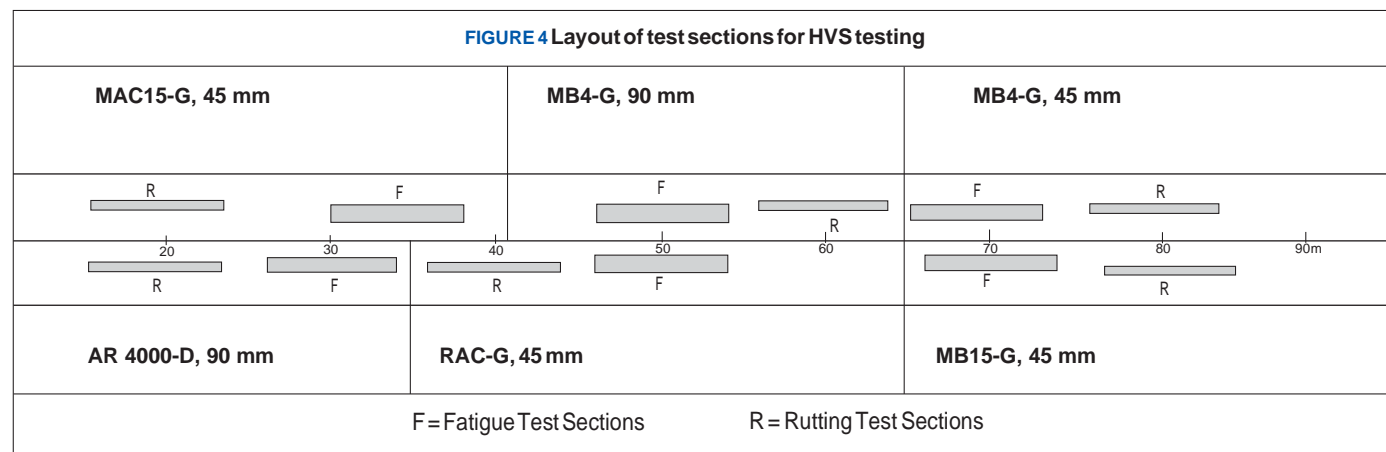 FIGURE 4 Layout of test sections for HVS testing
MAC15-G, 45 mm MB4-G, 90 mm MB4-G, 45 mm
R F F R F R
20 30 40 50 60 70 80 90m
R F R F F R
AR 4000-D, 90 mm RAC-G, 45 mm MB15-G, 45 mm
F = Fatigue Test Sections R = Rutting Test Sections